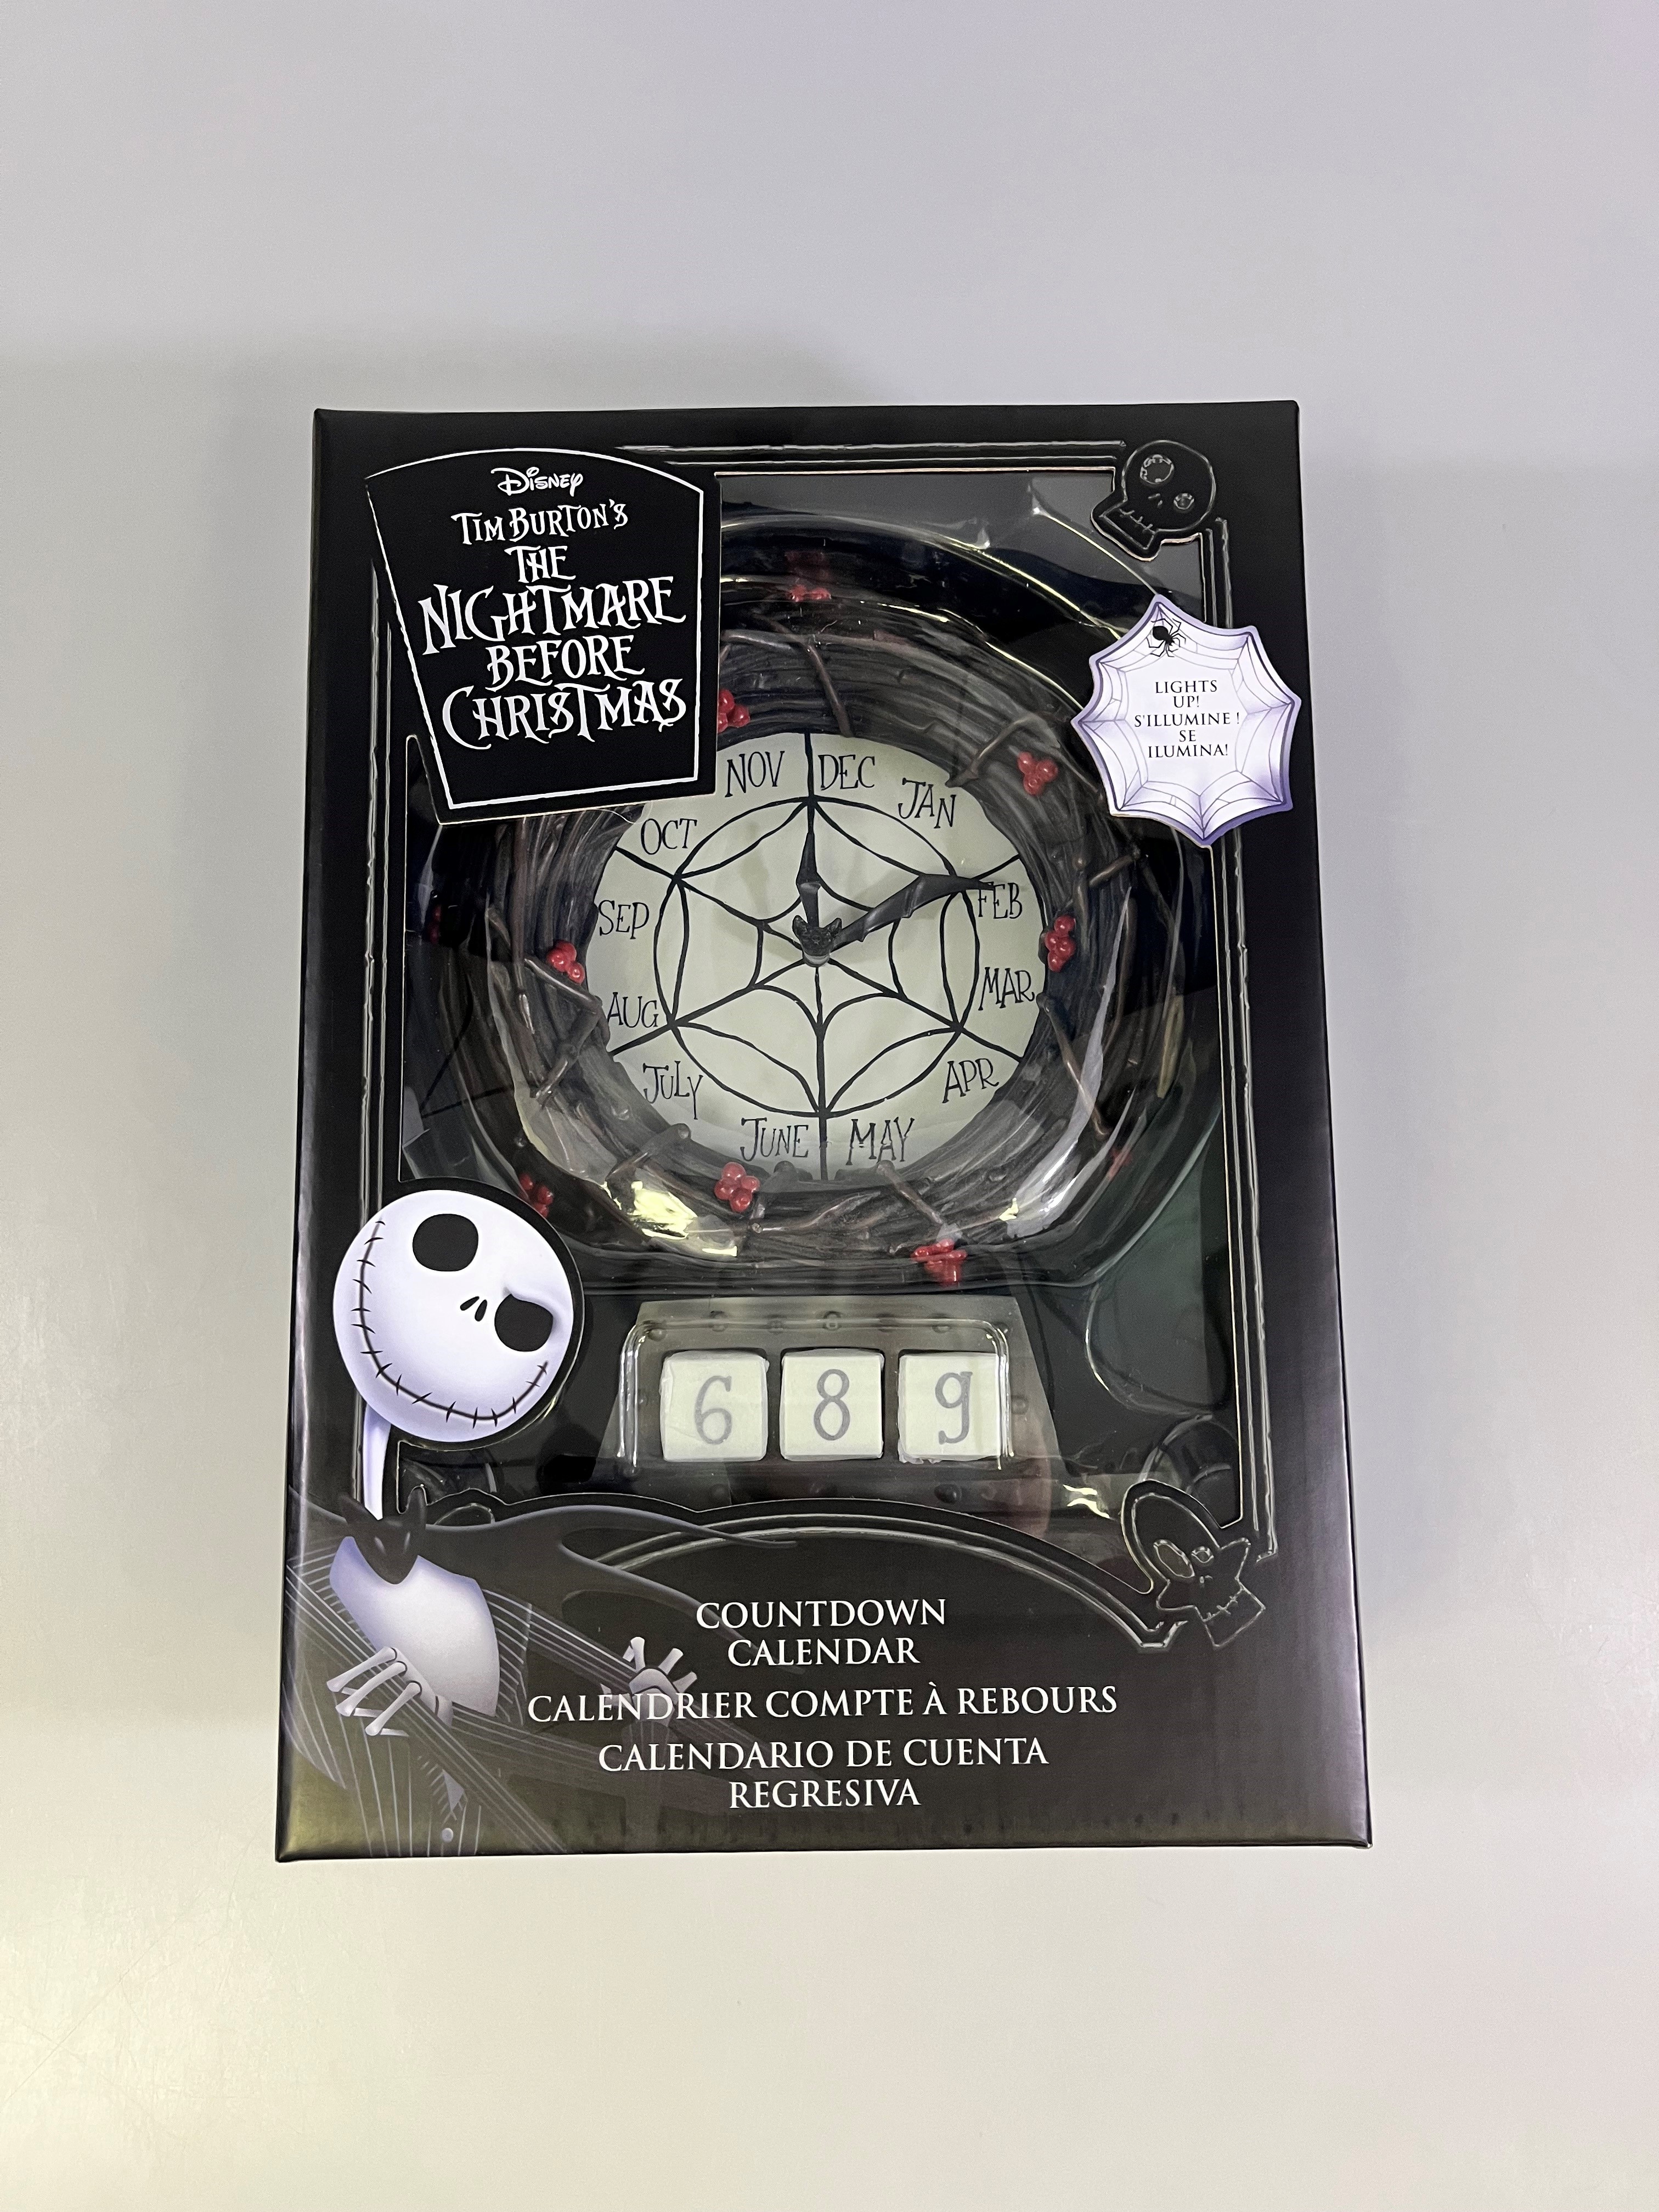 Disney
TIM BURTON'S
THE
NIGHTMARE
BEFORE
CHRISTMAS
LIGHTS
UP!
S'ILLUMINE !
SE
ILUMINA!
NOV
DEC
JAN
OCT
FEB
SEP
MAR
AUG
APR
JULY
JUNE
MAY
6 8 9
COUNTDOWN
CALENDAR
CALENDRIER COMPTE À REBOURS
CALENDARIO DE CUENTA
REGRESIVA